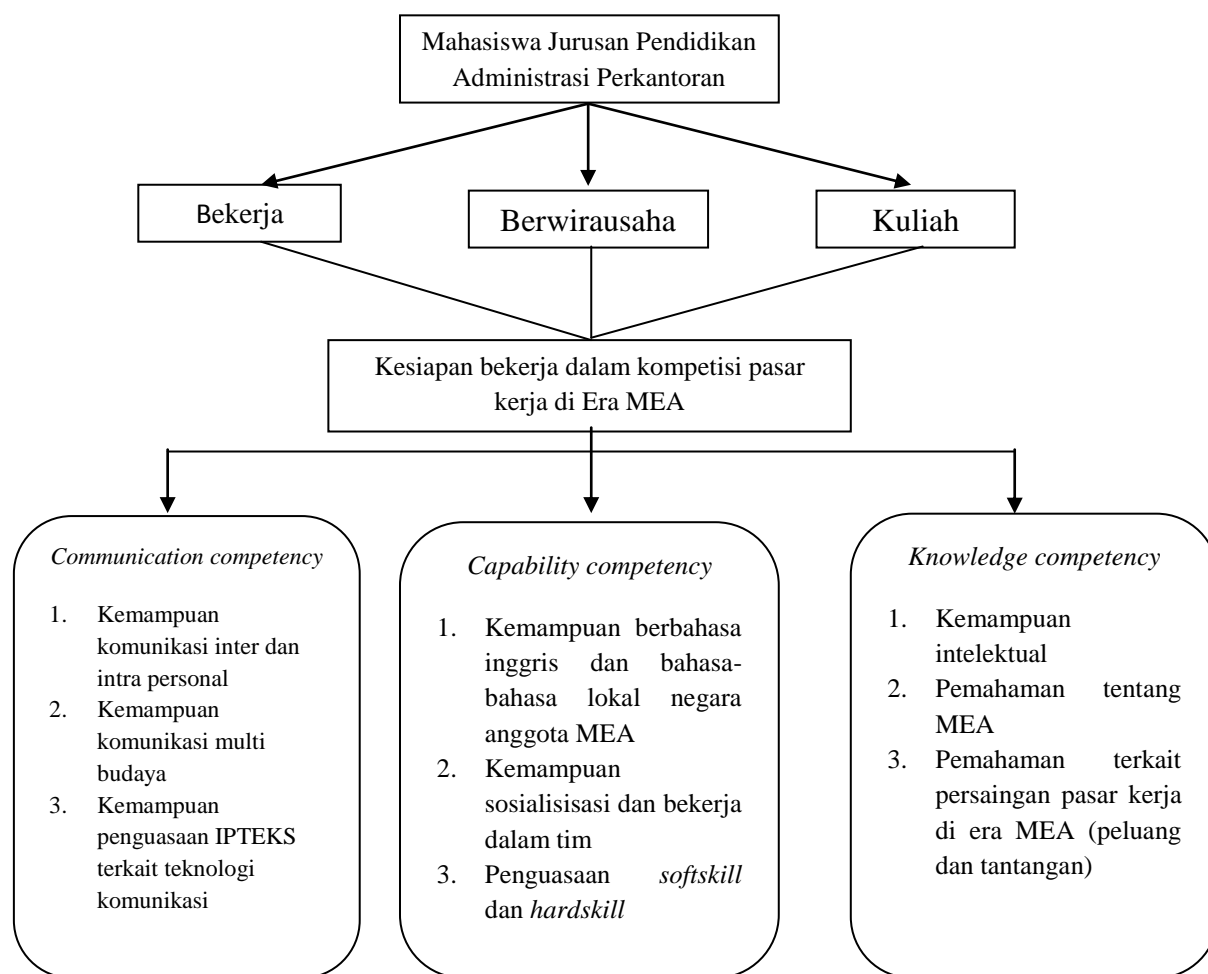 Mahasiswa Jurusan Pendidikan
Administrasi Perkantoran
Bekerja
Berwirausaha
Kuliah
Kesiapan bekerja dalam kompetisi pasar
kerja di Era MEA
Communication competency
1. Kemampuan
komunikasi inter dan
intra personal
2. Kemampuan
komunikasi multi
budaya
3. Kemampuan
penguasaan IPTEKS
terkait teknologi
komunikasi
Capability competency
1. Kemampuan berbahasa
inggris dan bahasa-
bahasa lokal negara
anggota MEA
2. Kemampuan
sosialisisasi dan bekerja
dalam tim
3. Penguasaan softskill
dan hardskill
Knowledge competency
1. Kemampuan
intelektual
2. Pemahaman tentang
MEA
3. Pemahaman terkait
persaingan pasar kerja
di era MEA (peluang
dan tantangan)